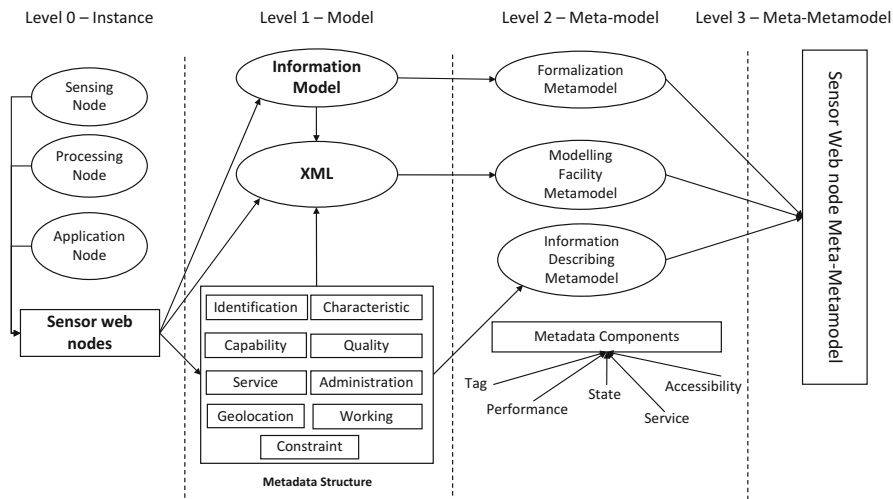 Level 0 – Instance
Level 1 – Model
Level 2 – Meta-model
Level 3 – Meta-Metamodel
Sensing
Node
Processing
Node
Application
Node
Sensor web
nodes
Information
Model
XML
Identification
Characteristic
Capability
Quality
Service
Administration
Geolocation
Working
Constraint
Metadata Structure
Formalization
Metamodel
Modelling
Facility
Metamodel
Information
Describing
Metamodel
Metadata Components
Tag
Performance
State
Service
Accessibility
Sensor Web node Meta-Metamodel